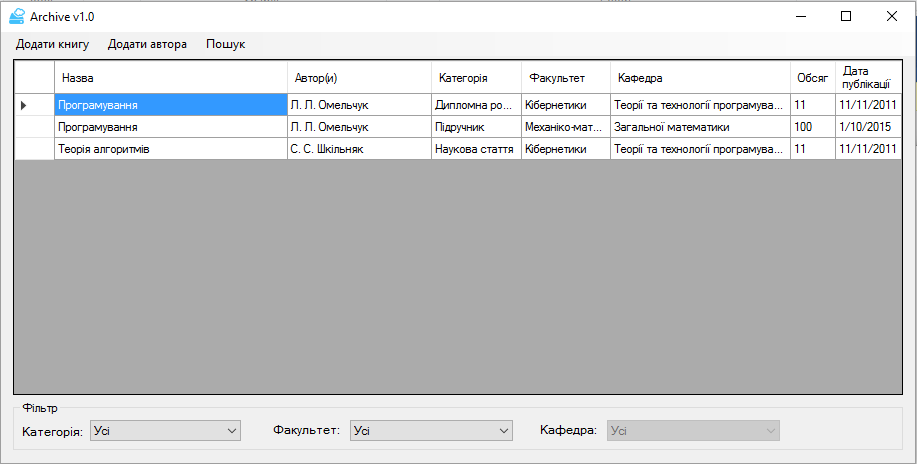 Archive v1.0
Додати книгу Додати автора Пошук
Назва Автор(и) Категорія Факультет Кафедра Обсяг Дата публікації
Програмування Л. Л. Омельчук Дипломна ро... Кібернетики Теорії та технології програмува... 11 11/11/2011
Програмування Л. Л. Омельчук Підручник Механіко-мат... Загальної математики 100 1/10/2015
Теорія алгоритмів С. С. Шкільняк Наукова стаття Кібернетики Теорії та технології програмува... 11 11/11/2011
Фільтр
Категорія: Усі Факультет: Усі Кафедра: Усі